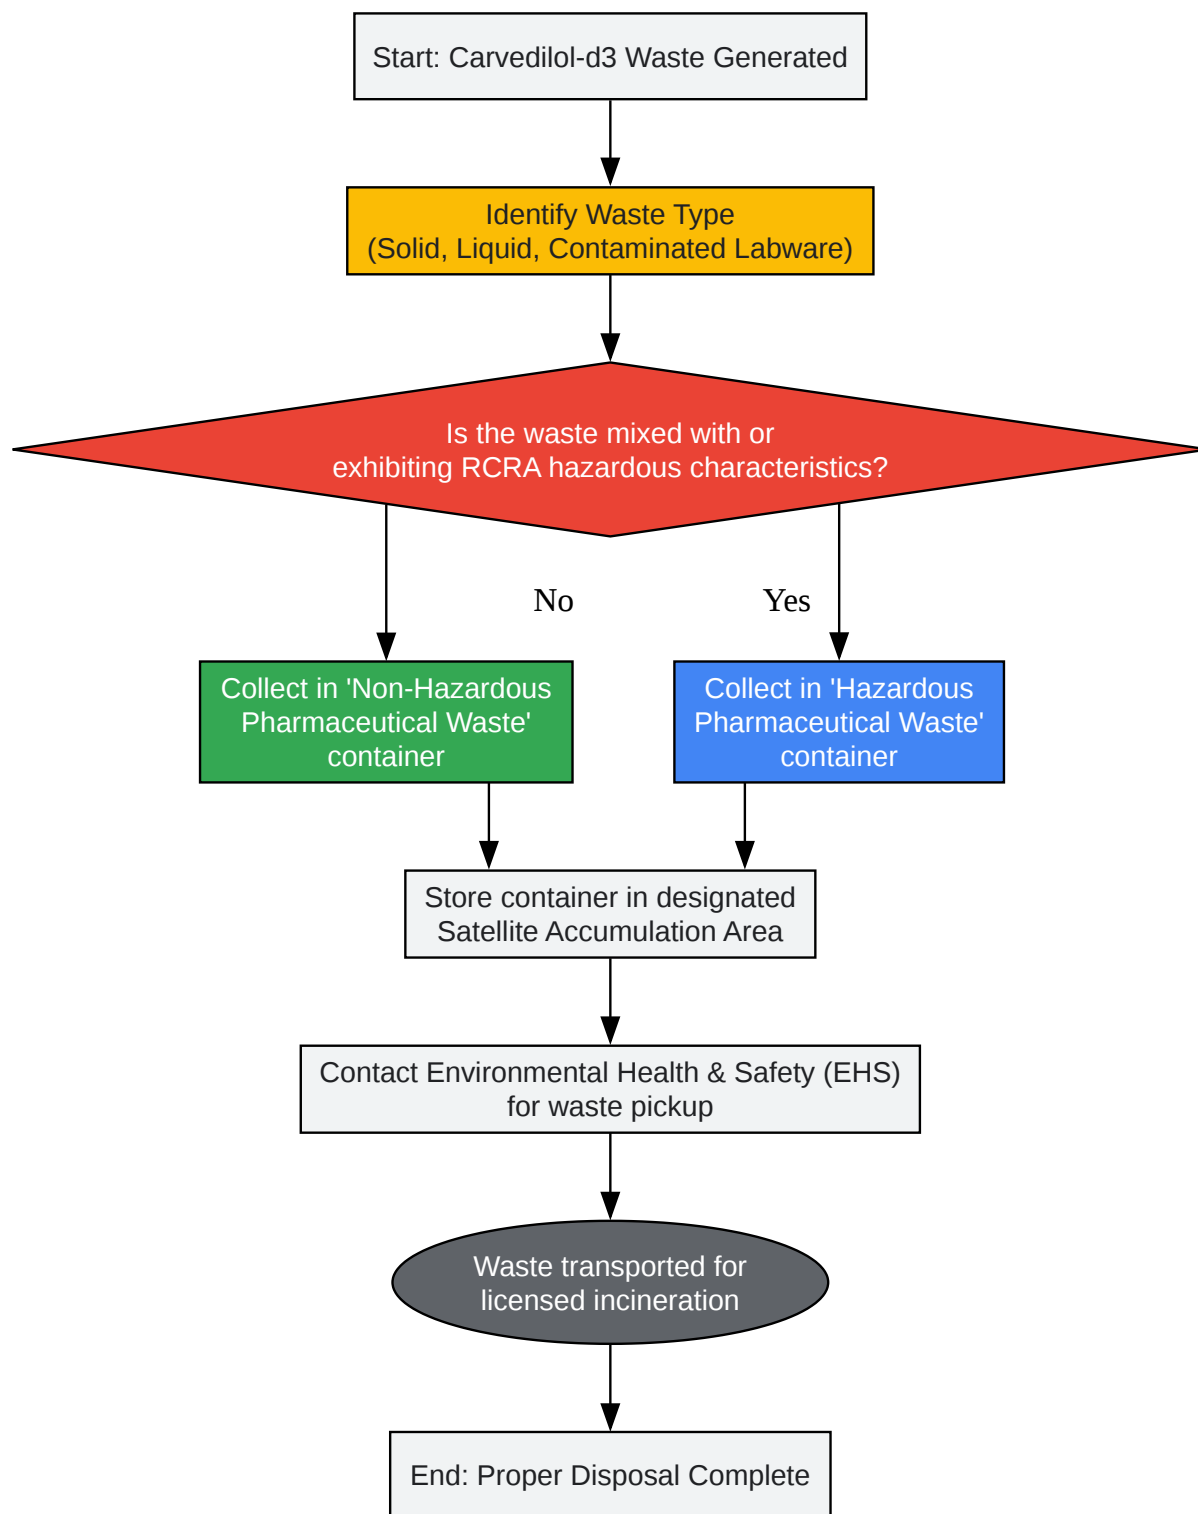 Start: Carvedilol-d3 Waste Generated
Identify Waste Type
(Solid, Liquid, Contaminated Labware)
Is the waste mixed with or
exhibiting RCRA hazardous characteristics?
No
Yes
Collect in 'Non-Hazardous
Pharmaceutical Waste'
container
Collect in 'Hazardous
Pharmaceutical Waste'
container
Store container in designated
Satellite Accumulation Area
Contact Environmental Health & Safety (EHS)
for waste pickup
Waste transported for
licensed incineration
End: Proper Disposal Complete